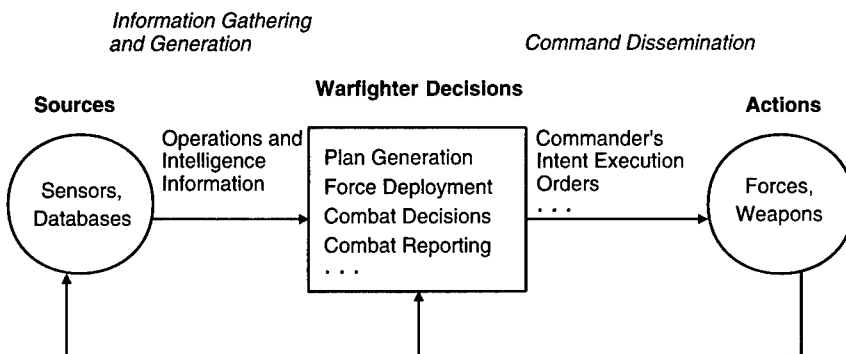 Information Gathering
and Generation
Command Dissemination
Sources
Warfighter Decisions
Actions
Sensors,
Databases
Operations and
Intelligence
Information
Plan Generation
Force Deployment
Combat Decisions
Combat Reporting
. . .
Commander's
Intent Execution
Orders
. . .
Forces,
Weapons